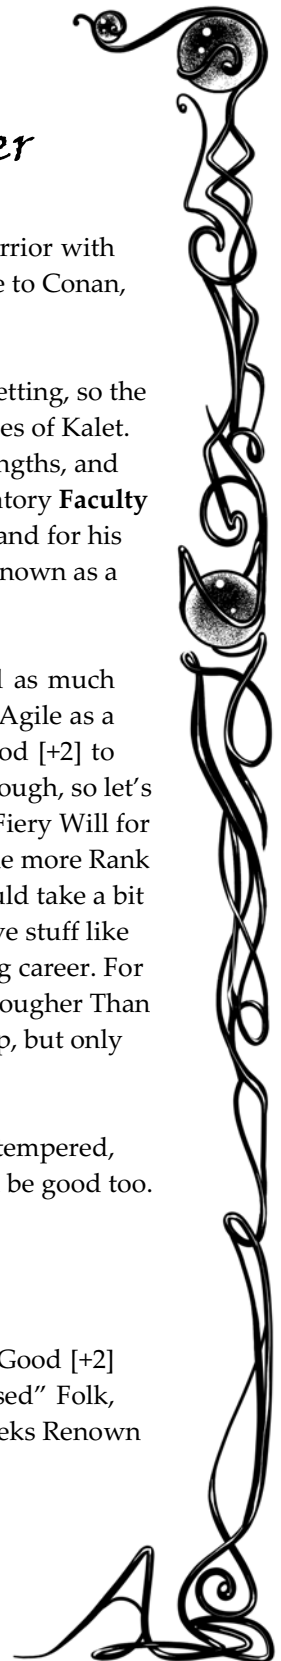 er
rrior with
e to Conan,
etting, so the
es of Kalet.
ngths, and
ntory Faculty
and for his
nown as a
l as much
Agile as a
od [+2] to
ough, so let's
Fiery Will for
e more Rank
uld take a bit
ve stuff like
g career. For
ougher Than
p, but only
tempered,
be good too.
Good [+2]
sed” Folk,
eeks Renown